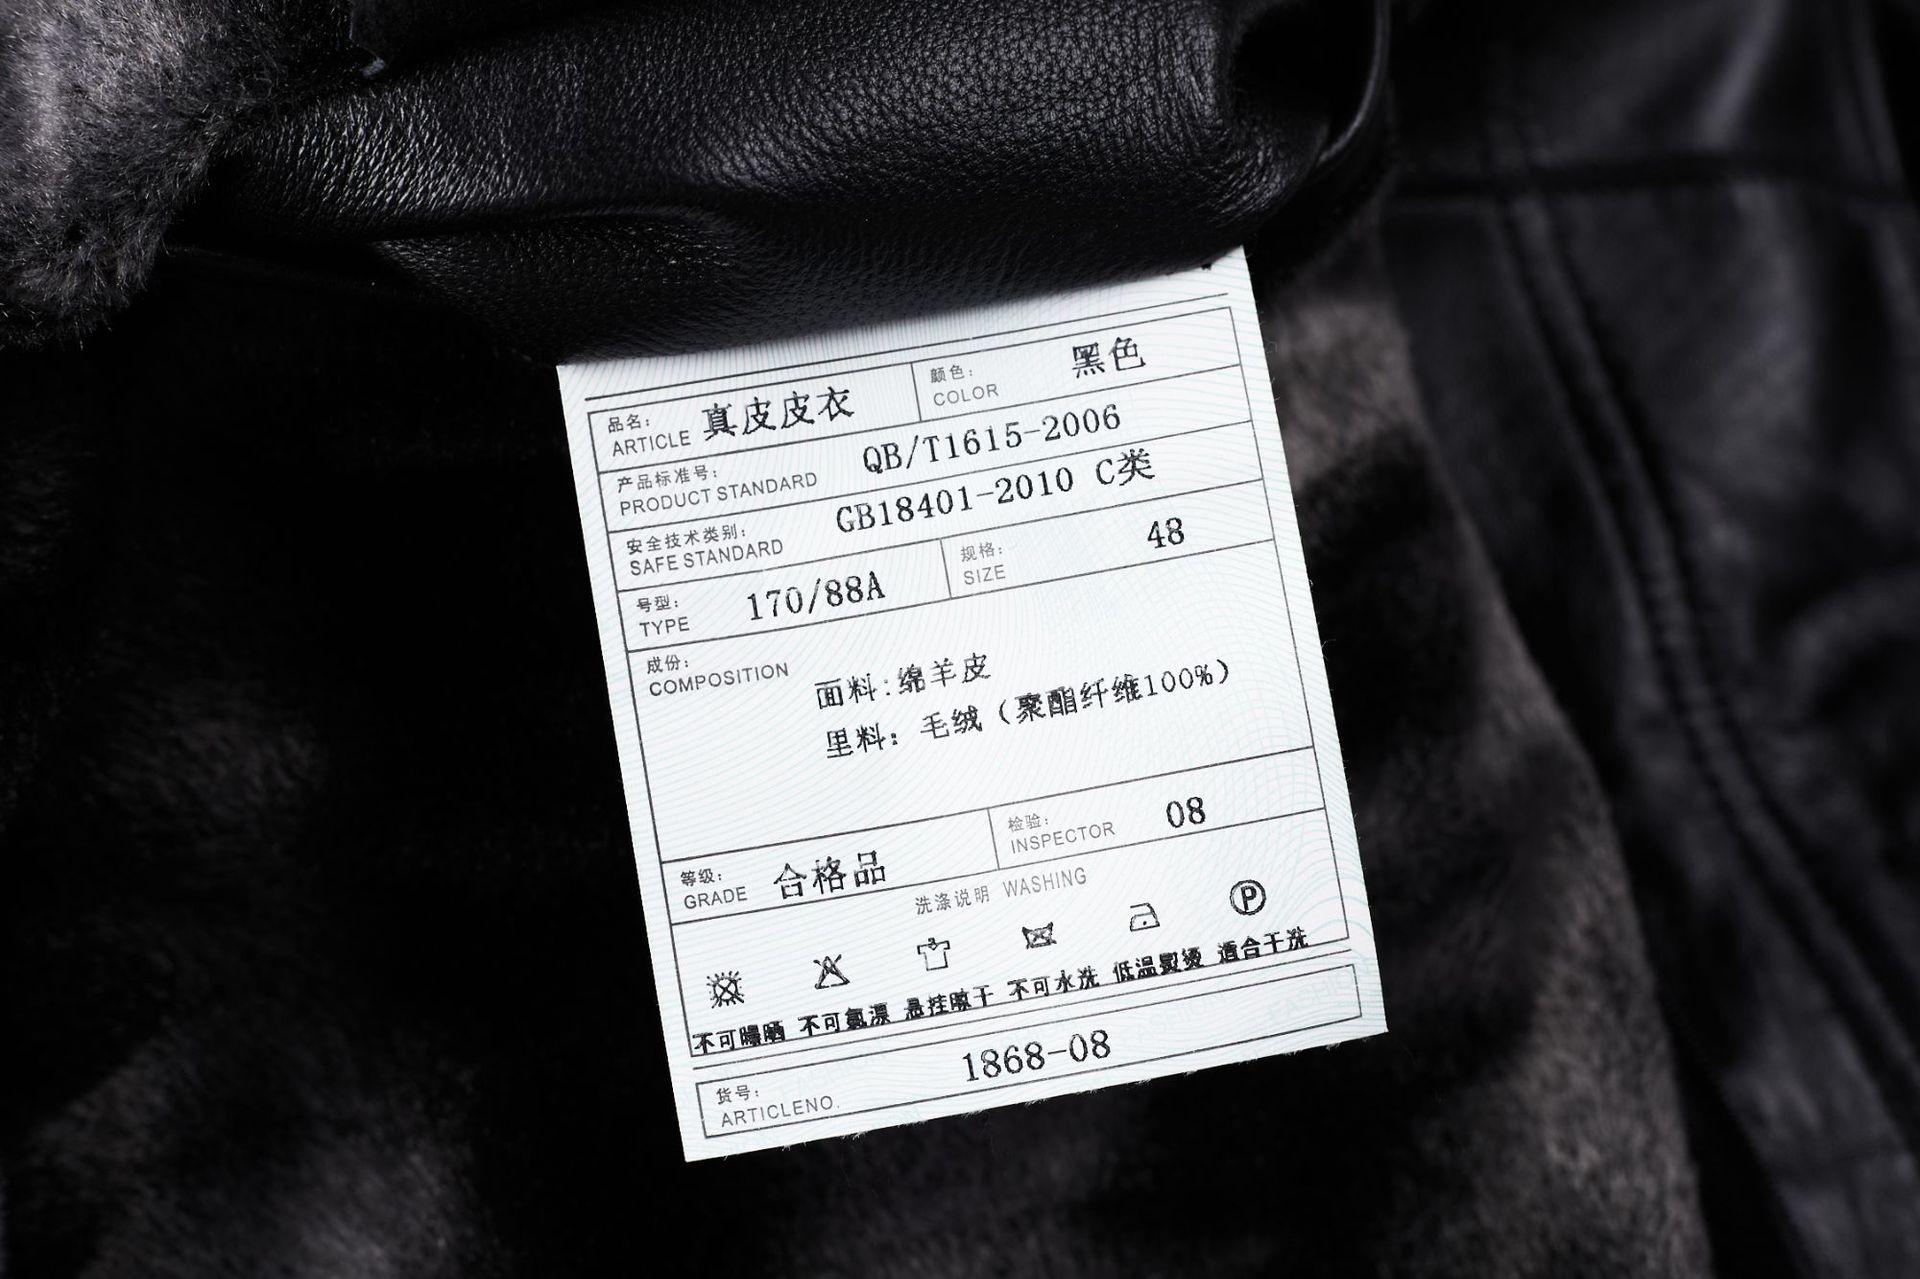 品名: 真皮皮衣 颜色: 黑色
ARTICLE COLOR
产品标准号: QB/T1615-2006
PRODUCT STANDARD
安全技术类别: GB18401-2010 C类
SAFE STANDARD
号型: 170/88A 规格: 48
TYPE SIZE
成份:
COMPOSITION
面料:绵羊皮
里料: 毛绒（聚酯纤维100%）
等级: 合格品 检验: 08
GRADE INSPECTOR
洗涤说明 WASHING
P
不可曝晒 不可氯漂 悬挂晾干 不可水洗 低温熨烫 适合干洗
货号: 1868-08
ARTICLENO.